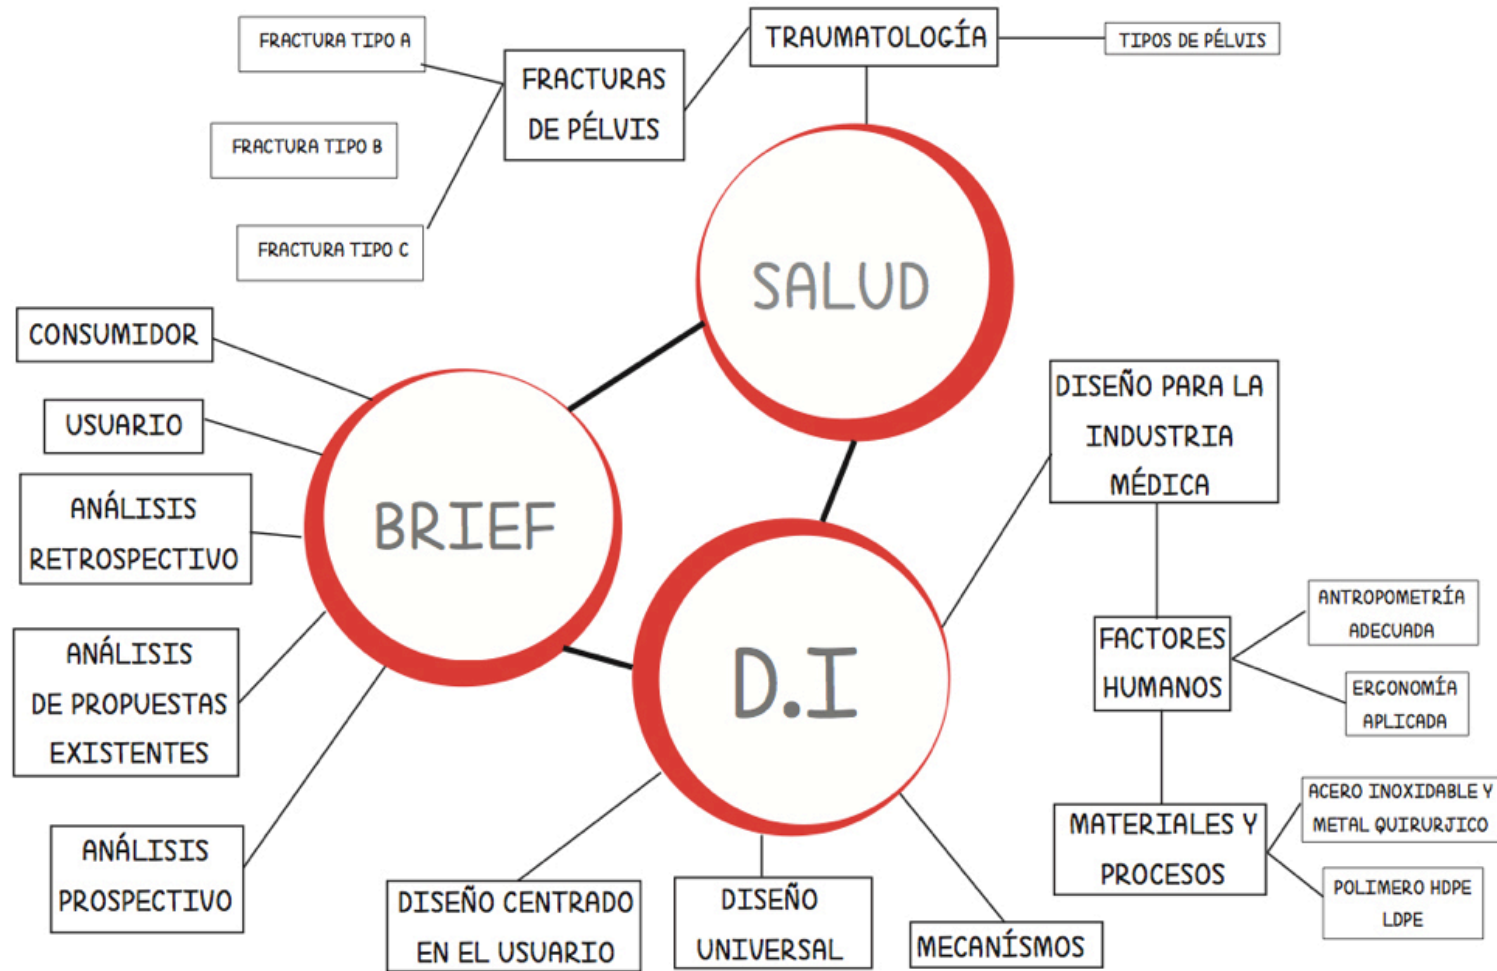 FRACTURA TIPO A
FRACTURAS
DE PÉLVIS
TRAUMATOLOGÍA
TIPOS DE PÉLVIS
FRACTURA TIPO B
FRACTURA TIPO C
SALUD
CONSUMIDOR
USUARIO
ANÁLISIS
RETROSPECTIVO
ANÁLISIS
DE PROPUESTAS
EXISTENTES
ANÁLISIS
PROSPECTIVO
BRIEF
D.I
DISEÑO PARA LA
INDUSTRIA
MÉDICA
FACTORES
HUMANOS
ANTROPOMETRÍA
ADECUADA
ERGONOMÍA
APLICADA
MATERIALES Y
PROCESOS
ACERO INOXIDABLE Y
METAL QUIRURJICO
POLIMERO HDPE
LDPE
DISEÑO CENTRADO
EN EL USUARIO
DISEÑO
UNIVERSAL
MECANÍSMOS